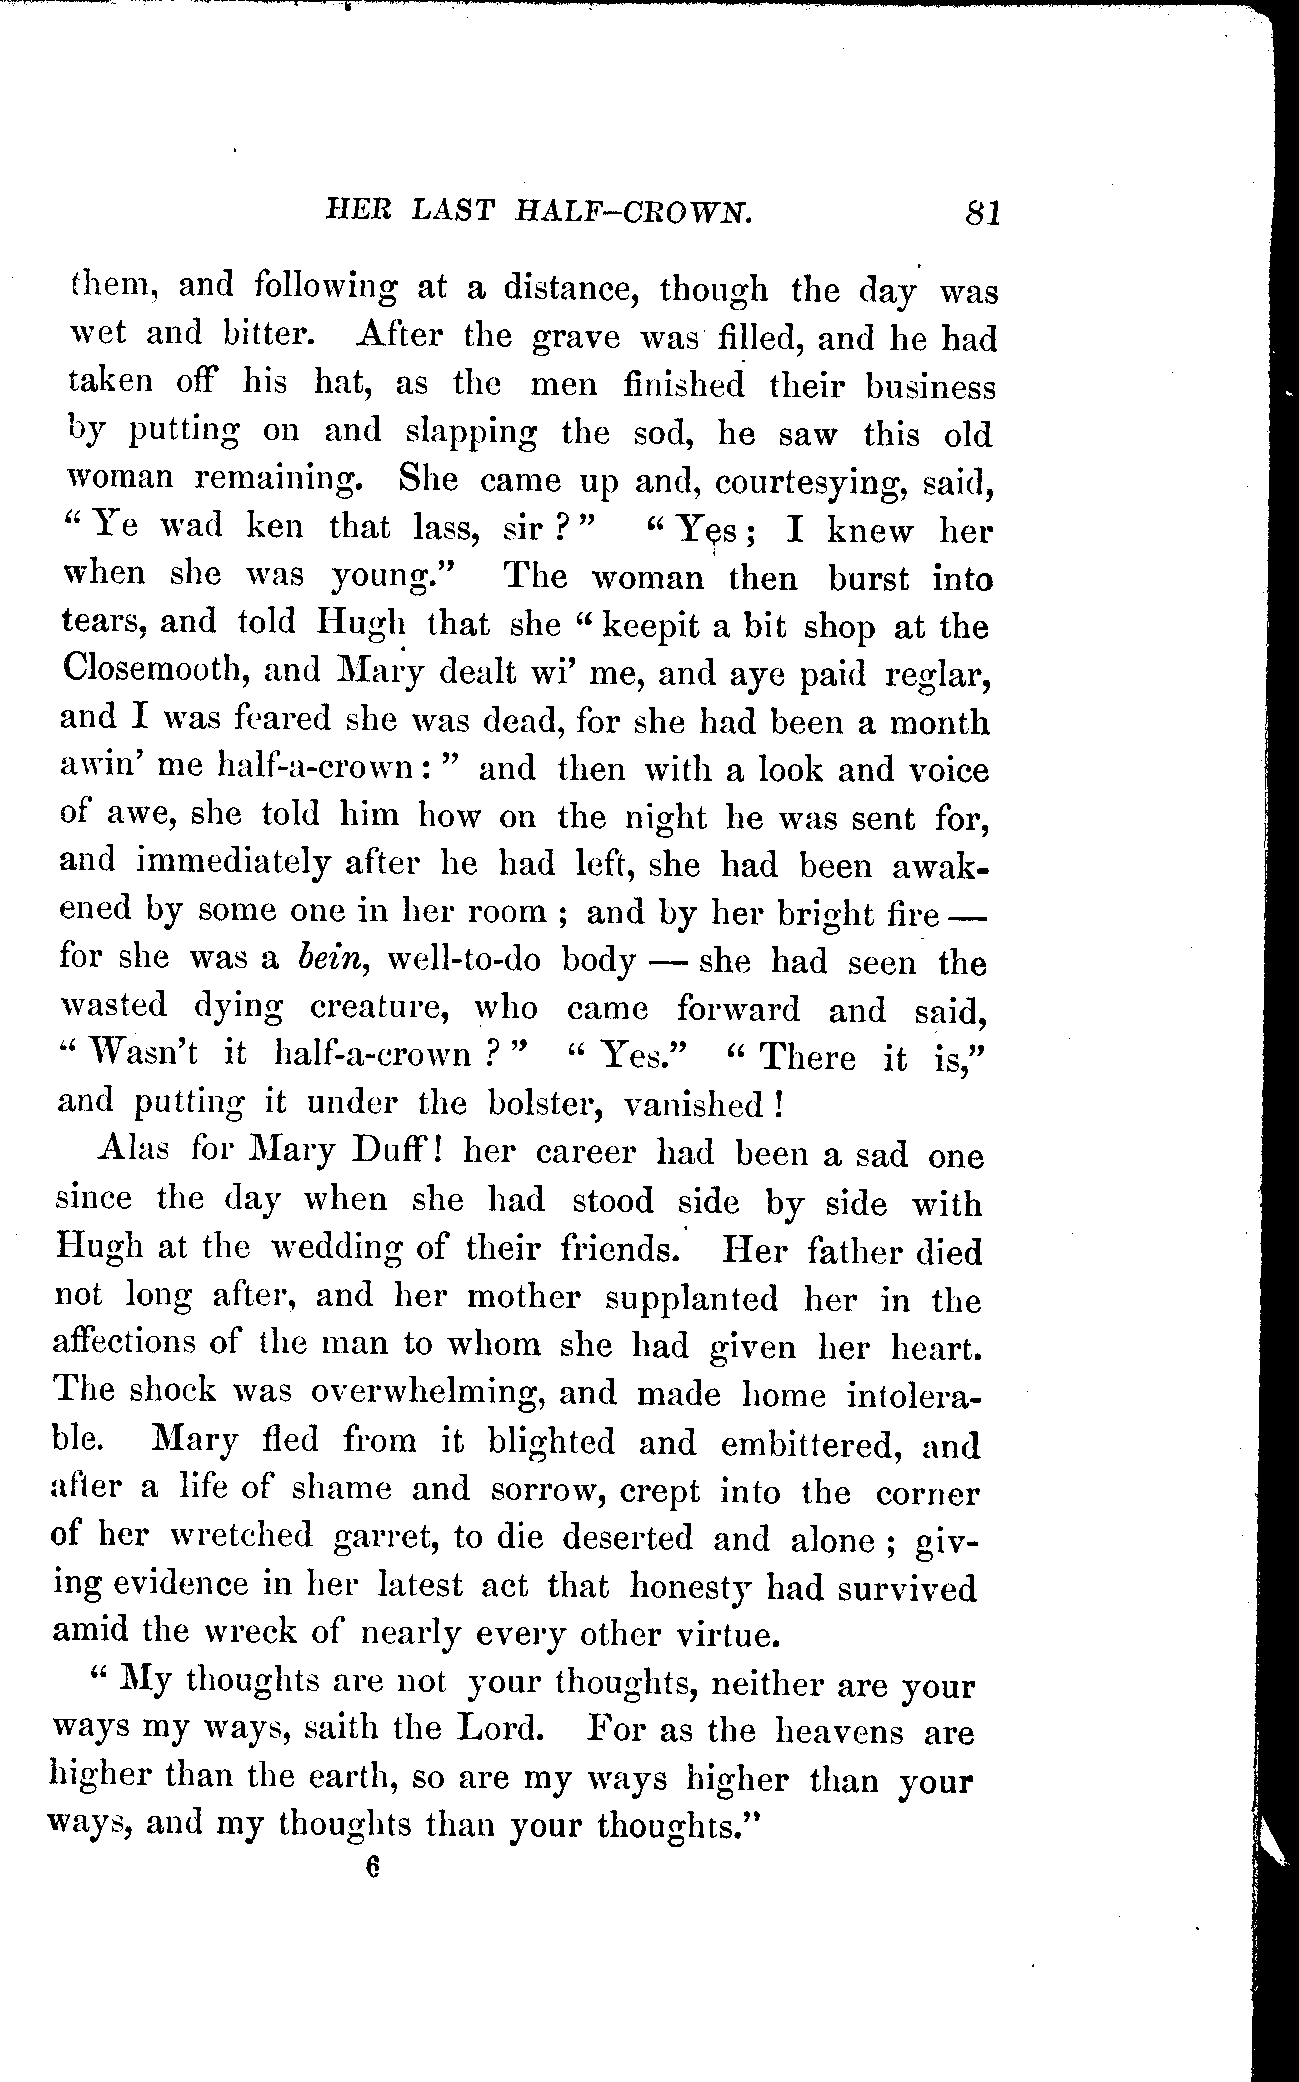 HER LAST HALF-CROWN. 81
them, and following at a distance, though the day was
wet and bitter. After the grave was filled, and he had
taken off his hat, as the men finished their business
by putting on and slapping the sod, he saw this old
woman remaining. She came up and, courtesying, said,
“Ye wad ken that lass, sir?” “Yes; I knew her
when she was young.” The woman then burst into
tears, and told Hugh that she “keepit a bit shop at the
Closemooth, and Mary dealt wi’ me, and aye paid reglar,
and I was feared she was dead, for she had been a month
awin’ me half-a-crown:” and then with a look and voice
of awe, she told him how on the night he was sent for,
and immediately after he had left, she had been awak-
ened by some one in her room; and by her bright fire —
for she was a bein, well-to-do body — she had seen the
wasted dying creature, who came forward and said,
“Wasn’t it half-a-crown?” “Yes.” “There it is,”
and putting it under the bolster, vanished!
Alas for Mary Duff! her career had been a sad one
since the day when she had stood side by side with
Hugh at the wedding of their friends. Her father died
not long after, and her mother supplanted her in the
affections of the man to whom she had given her heart.
The shock was overwhelming, and made home intolera-
ble. Mary fled from it blighted and embittered, and
after a life of shame and sorrow, crept into the corner
of her wretched garret, to die deserted and alone; giv-
ing evidence in her latest act that honesty had survived
amid the wreck of nearly every other virtue.
“My thoughts are not your thoughts, neither are your
ways my ways, saith the Lord. For as the heavens are
higher than the earth, so are my ways higher than your
ways, and my thoughts than your thoughts.”
6